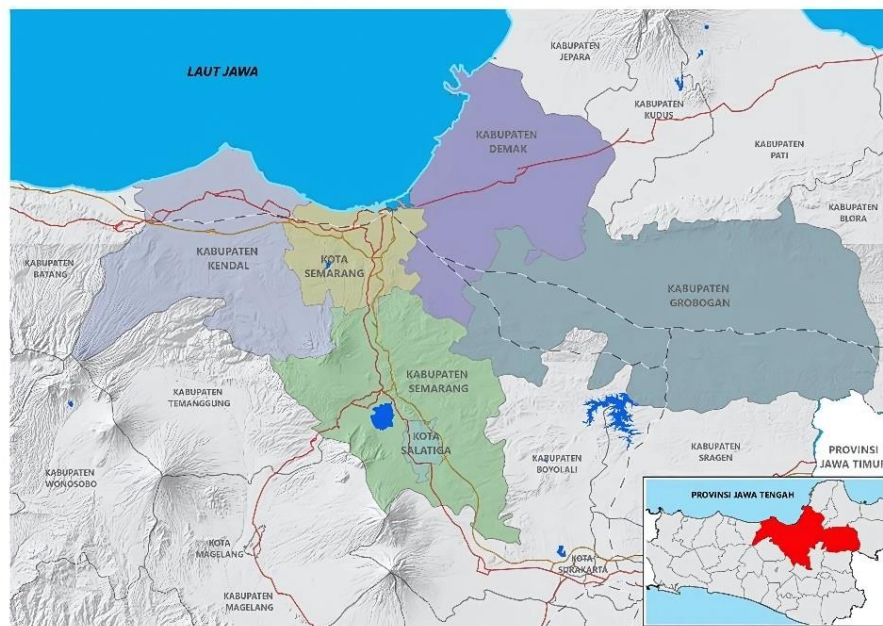 LAUT JAWA
KABUPATEN
JEPARA
KABUPATEN
KUDUS
KABUPATEN
DEMAK
KABUPATEN
PATI
KABUPATEN
BLORA
KABUPATEN
BATANG
KABUPATEN
KENDAL
KOTA
SEMARANG
KABUPATEN
GROBOGAN
KABUPATEN
TEMANGGUNG
KABUPATEN
SEMARANG
KOTA
SALATIGA
KABUPATEN
WONOSOBO
KABUPATEN
BOYOLALI
KABUPATEN
SRAGEN
PROVINSI
JAWA TIMUR
KOTA
MAGELANG
KOTA
SURAKARTA
KABUPATEN
MAGELANG
PROVINSI JAWA TENGAH